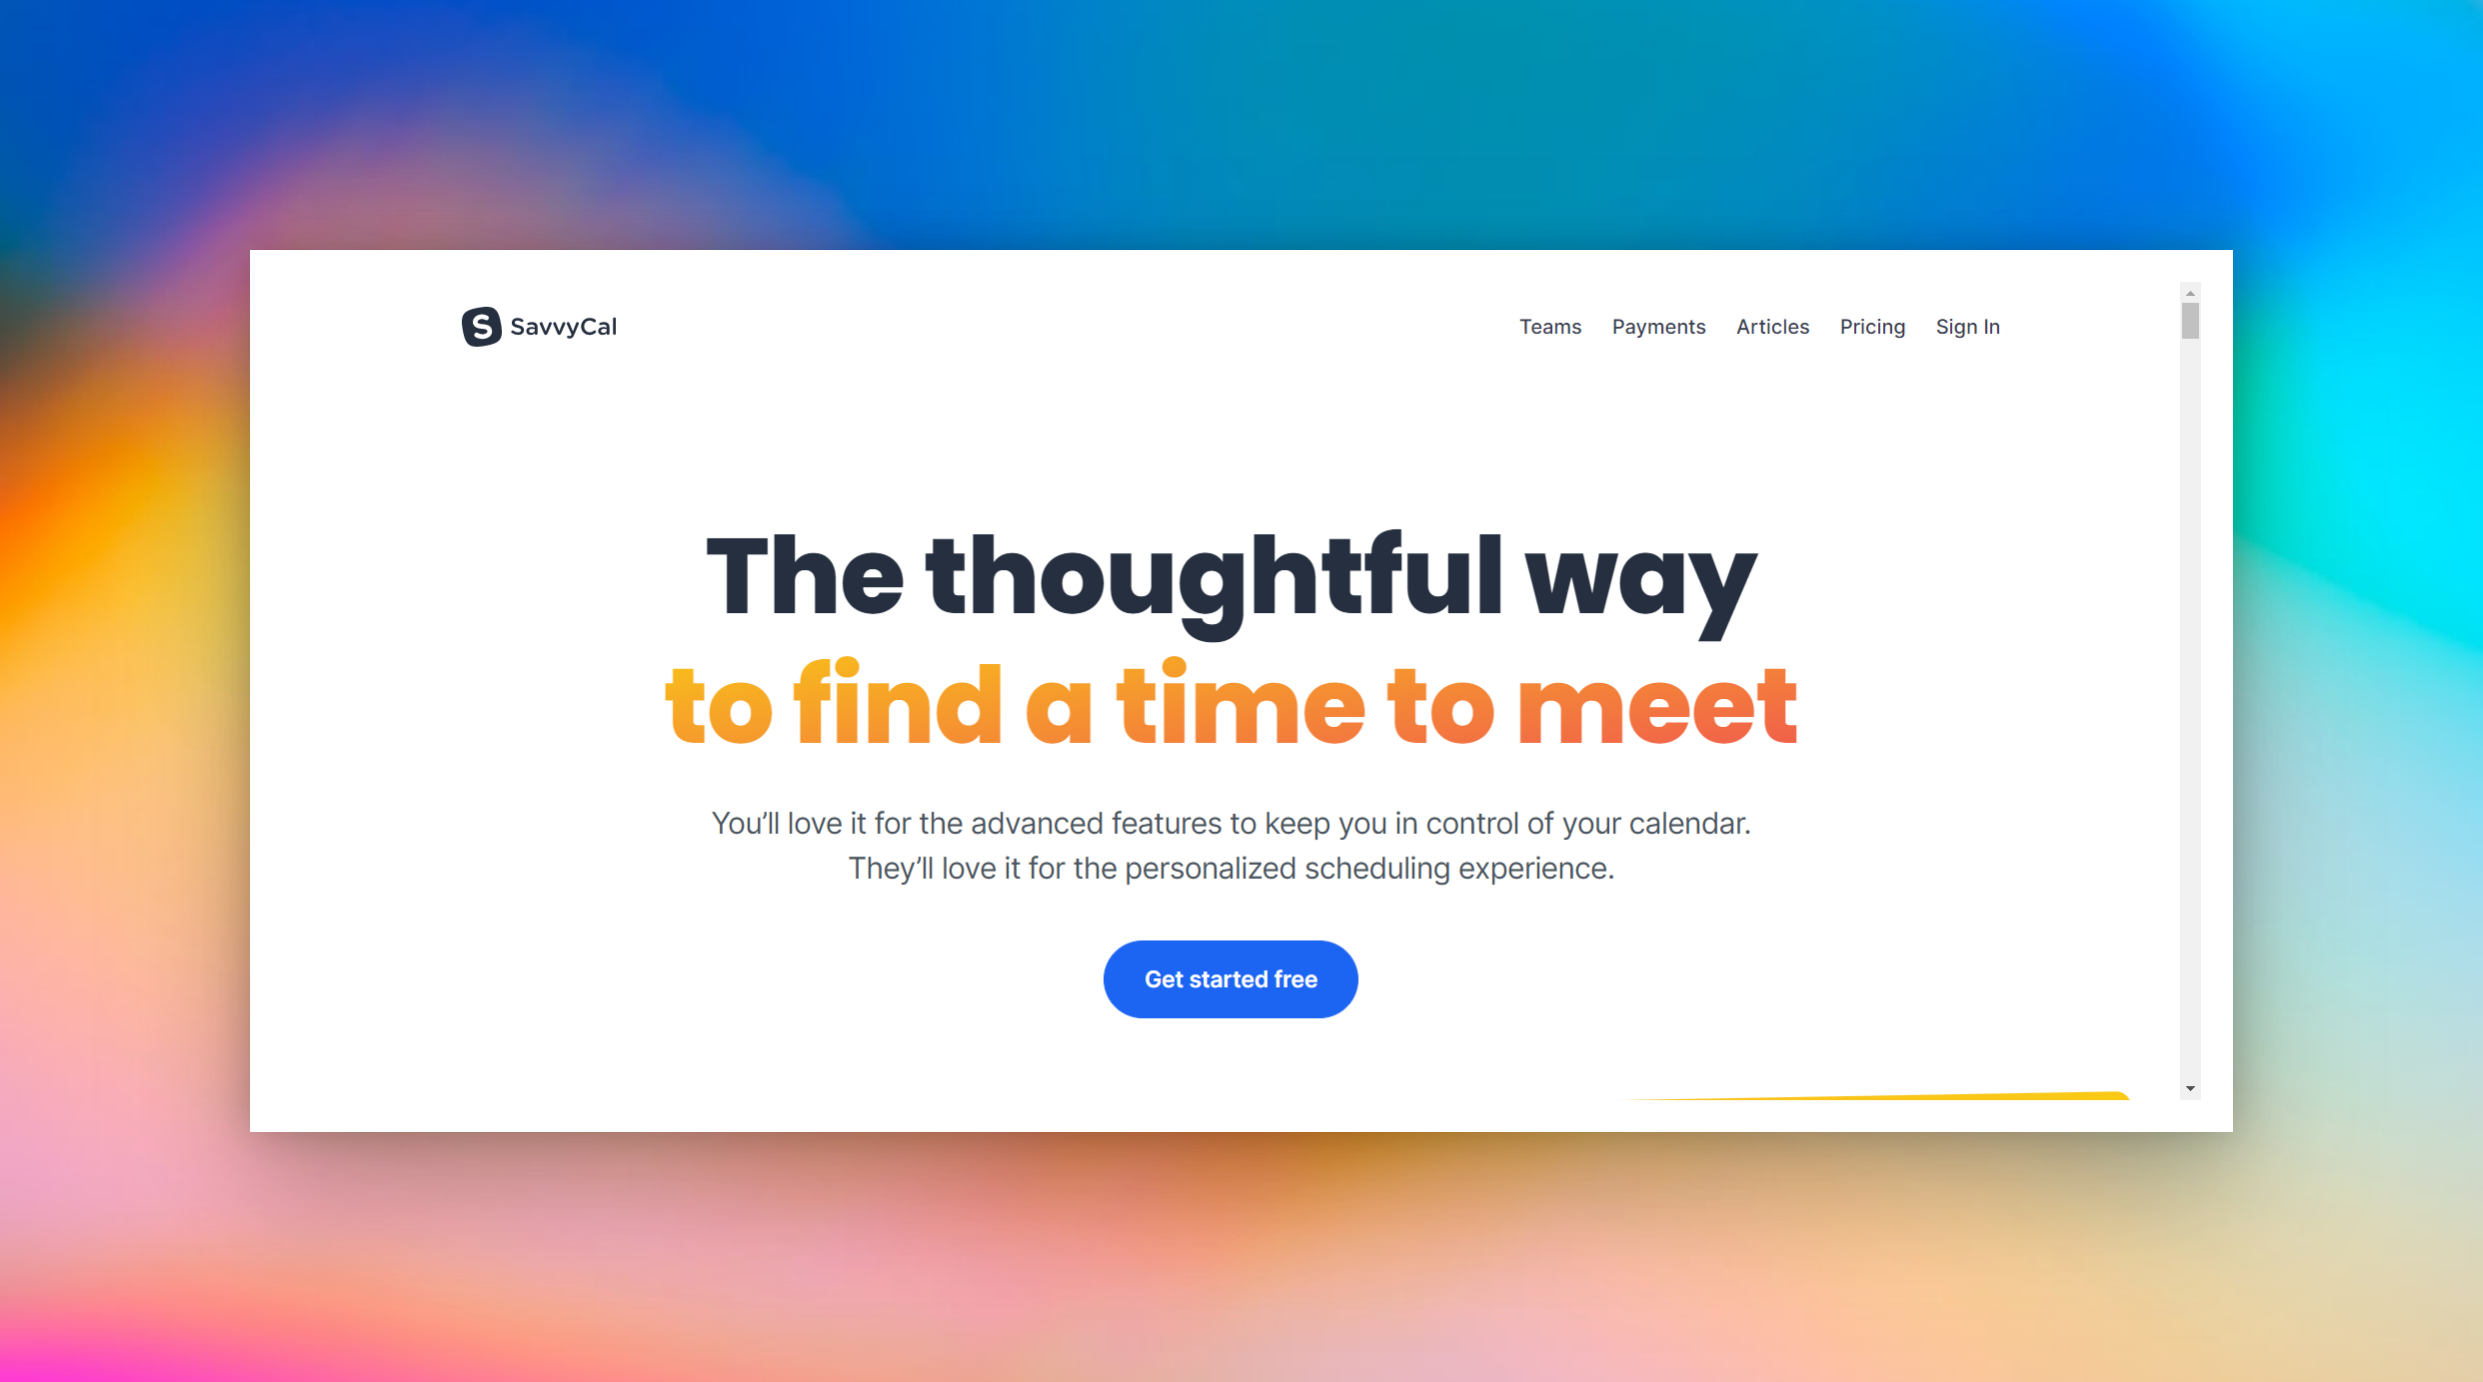 SavvyCal
Teams Payments Articles Pricing Sign In
The thoughtful way
to find a time to meet
You’ll love it for the advanced features to keep you in control of your calendar.
They’ll love it for the personalized scheduling experience.
Get started free